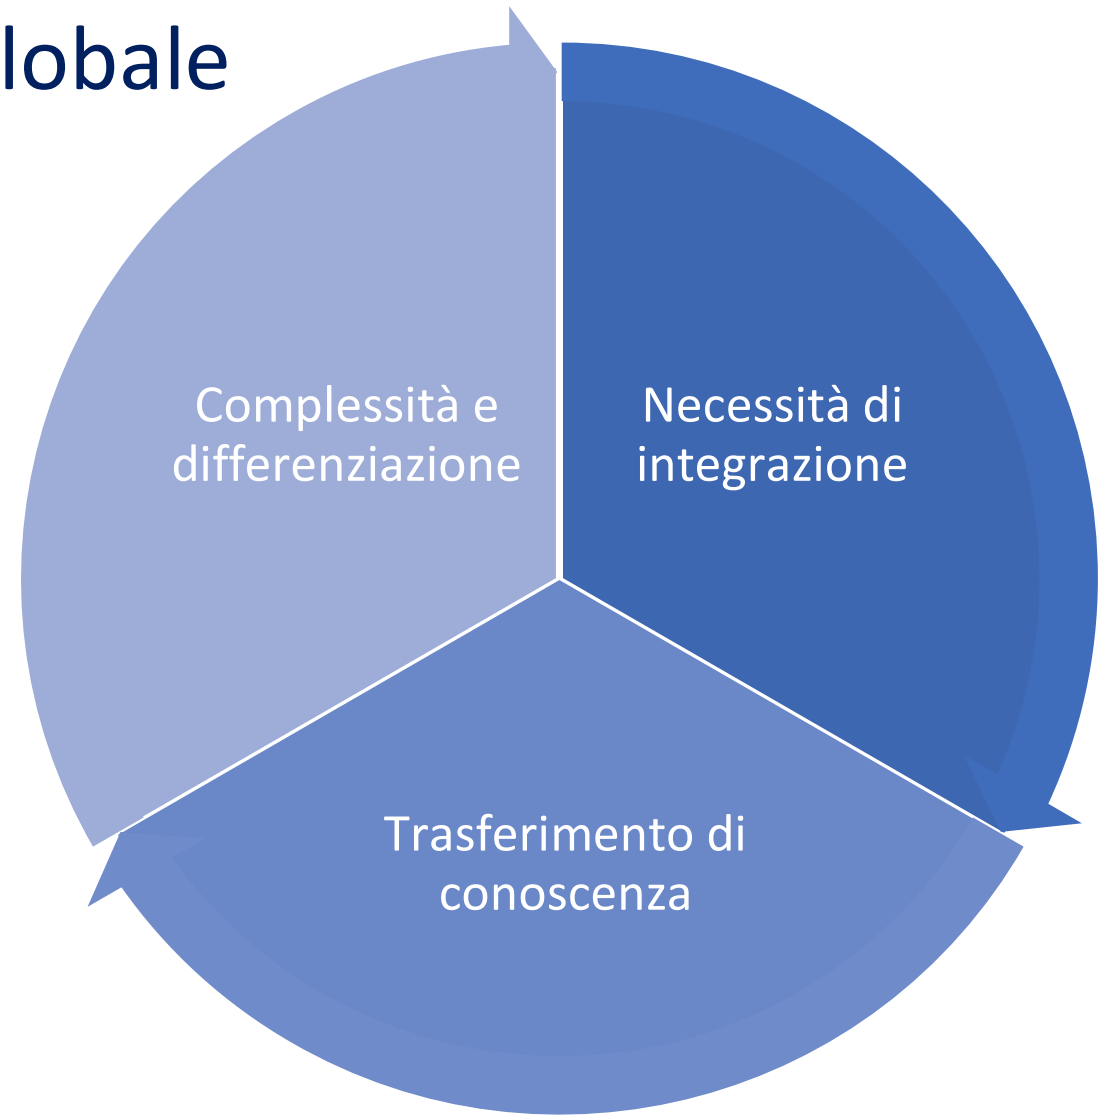 lobale
Complessità e
differenziazione
Necessità di
integrazione
Trasferimento di
conoscenza